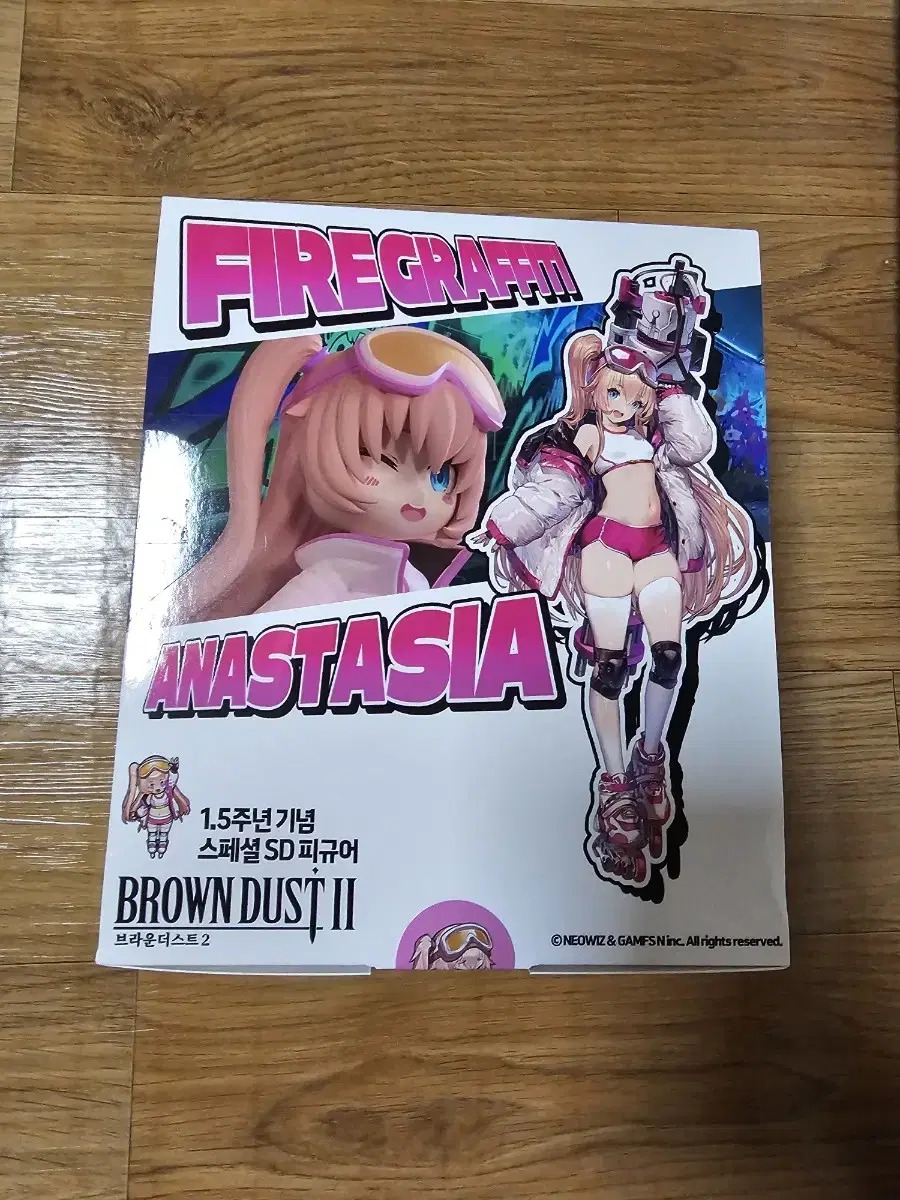 FIREGRAFFITI
ANASTASIA
1.5주년 기념
스페셜 SD 피규어
BROWN DUST II
브라운더스트 2
© NEOWIZ & GAMFS N inc. All rights reserved.